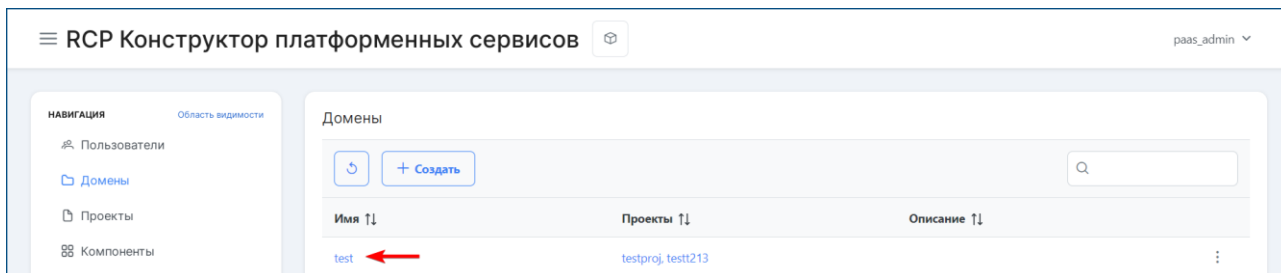 RCP Конструктор платформенных сервисов
paas_admin
НАВИГАЦИЯ Область видимости
Пользователи
Домены
Проекты
Компоненты
Домены
+ Создать
Имя Проекты Описание
test testproj, testt213